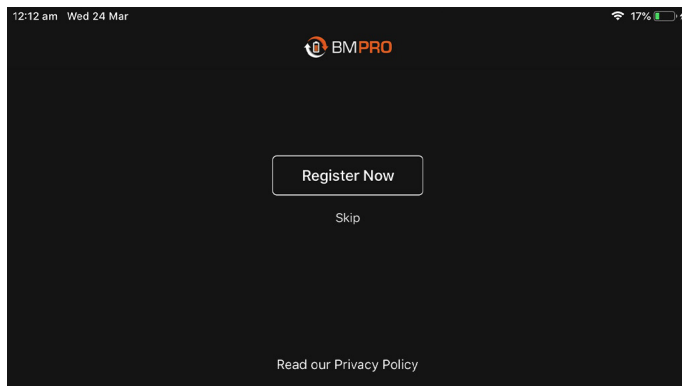 12:12 am Wed 24 Mar 17%
BMPRO
Register Now
Skip
Read our Privacy Policy